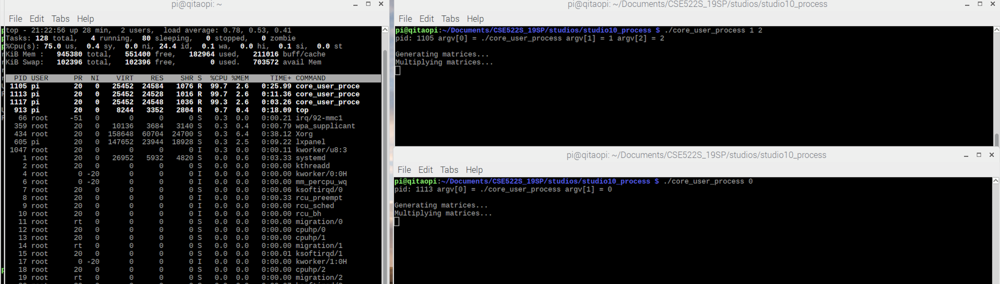 pi@qitaopi: ~
File Edit Tabs Help
top - 21:22:56 up 28 min,  2 users,  load average: 0.78, 0.53, 0.41
Tasks: 128 total,   4 running,  80 sleeping,   0 stopped,   0 zombie
%Cpu(s): 75.0 us,  0.4 sy,  0.0 ni, 24.4 id,  0.1 wa,  0.0 hi,  0.1 si,  0.0 st
KiB Mem :   945380 total,   551400 free,   182964 used,   211016 buff/cache
KiB Swap:   102396 total,   102396 free,        0 used.   703572 avail Mem
PID USER      PR  NI    VIRT    RES    SHR S  %CPU %MEM     TIME+ COMMAND
1105 pi        20   0   25452  24584   1076 R  99.7  2.6   0:25.99 core_user_proce
1113 pi        20   0   25452  24528   1016 R  99.7  2.6   0:11.36 core_user_proce
1117 pi        20   0   25452  24548   1036 R  99.3  2.6   0:03.26 core_user_proce
913 pi        20   0    8244   3352   2804 R   0.7  0.4   0:18.09 top
66 root     -51   0       0      0      0 S   0.3  0.0   0:00.21 irq/92-mmc1
359 root      20   0   10136   3684   3140 S   0.3  0.4   0:00.79 wpa_supplicant
434 root      20   0  158648  60704  24700 S   0.3  6.4   0:38.12 Xorg
605 pi        20   0  147652  23944  18928 S   0.3  2.5   0:09.22 lxpanel
1047 root      20   0       0      0      0 I   0.3  0.0   0:00.11 kworker/u8:3
1 root      20   0   26952   5932   4820 S   0.0  0.6   0:03.33 systemd
2 root      20   0       0      0      0 S   0.0  0.0   0:00.00 kthreadd
4 root       0 -20       0      0      0 I   0.0  0.0   0:00.00 kworker/0:0H
6 root       0 -20       0      0      0 I   0.0  0.0   0:00.00 mm_percpu_wq
7 root      20   0       0      0      0 S   0.0  0.0   0:00.06 ksoftirqd/0
8 root      20   0       0      0      0 I   0.0  0.0   0:00.33 rcu_preempt
9 root      20   0       0      0      0 I   0.0  0.0   0:00.00 rcu_sched
10 root      20   0       0      0      0 I   0.0  0.0   0:00.00 rcu_bh
11 root      rt   0       0      0      0 S   0.0  0.0   0:00.00 migration/0
12 root      20   0       0      0      0 S   0.0  0.0   0:00.00 cpuhp/0
13 root      20   0       0      0      0 S   0.0  0.0   0:00.00 cpuhp/1
14 root      rt   0       0      0      0 S   0.0  0.0   0:00.00 migration/1
15 root      20   0       0      0      0 S   0.0  0.0   0:00.01 ksoftirqd/1
17 root       0 -20       0      0      0 I   0.0  0.0   0:00.00 kworker/1:0H
18 root      20   0       0      0      0 S   0.0  0.0   0:00.00 cpuhp/2
19 root      rt   0       0      0      0 S   0.0  0.0   0:00.00 migration/2
pi@qitaopi: ~/Documents/CSE522S_19SP/studios/studio10_process
File Edit Tabs Help
pi@qitaopi:~/Documents/CSE522S_19SP/studios/studio10_process $ ./core_user_process 1 2
pid: 1105 argv[0] = ./core_user_process argv[1] = 1 argv[2] = 2
Generating matrices...
Multiplying matrices...
pi@qitaopi: ~/Documents/CSE522S_19SP/studios/studio10_process
File Edit Tabs Help
pi@qitaopi:~/Documents/CSE522S_19SP/studios/studio10_process $ ./core_user_process 0
pid: 1113 argv[0] = ./core_user_process argv[1] = 0
Generating matrices...
Multiplying matrices...